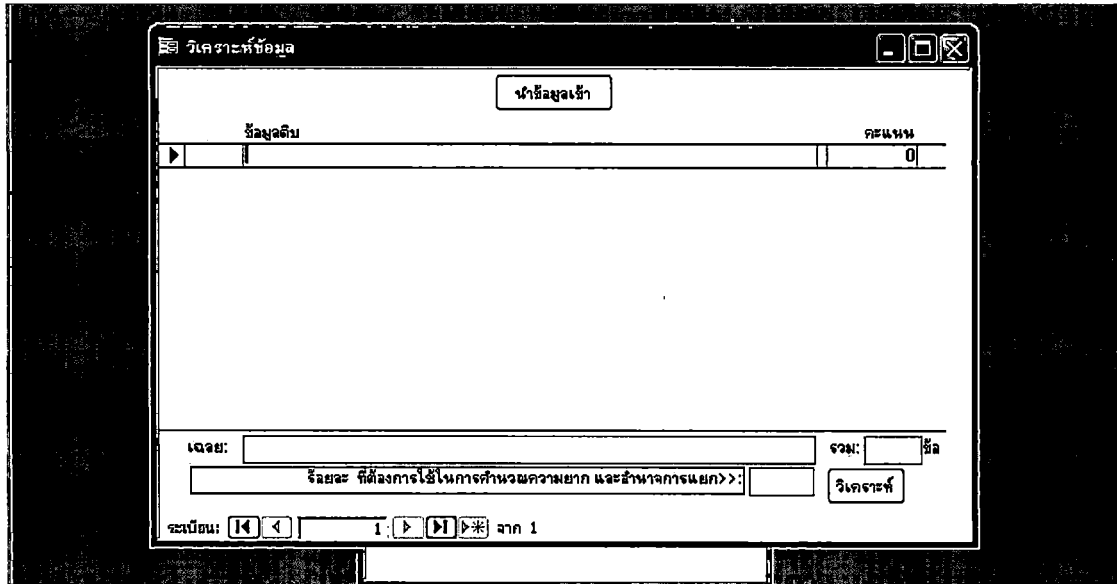 วิเคราะห์ข้อมูล
นำข้อมูลเข้า
ข้อมูลดิบ คะแนน
0
เฉลย: รวม: ข้อ
ร้อยละ ที่ต้องการใช้ในการคำนวณความยาก และอำนาจการแยก>>: วิเคราะห์
ระเบียน: 1 จาก 1